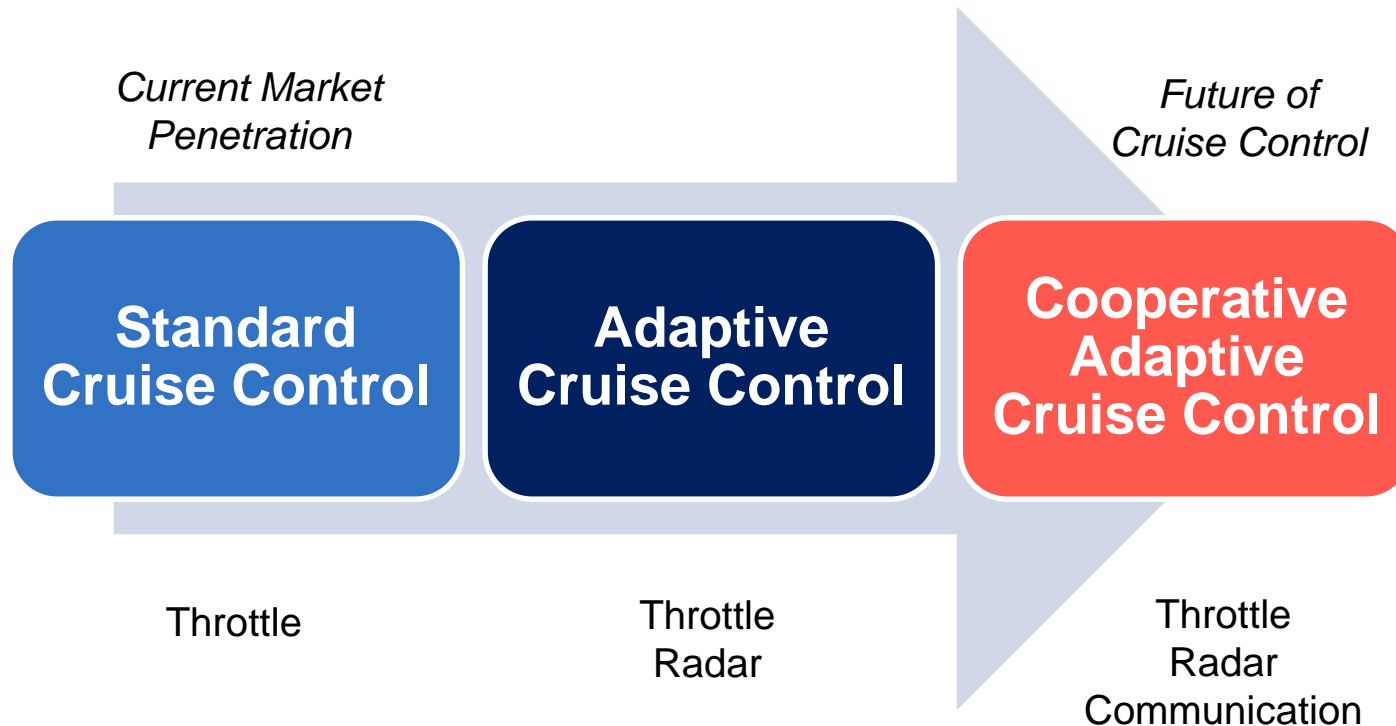 Current Market
Penetration
Future of
Cruise Control
Standard
Cruise Control
Adaptive
Cruise Control
Cooperative
Adaptive
Cruise Control
Throttle
Throttle
Radar
Throttle
Radar
Communication